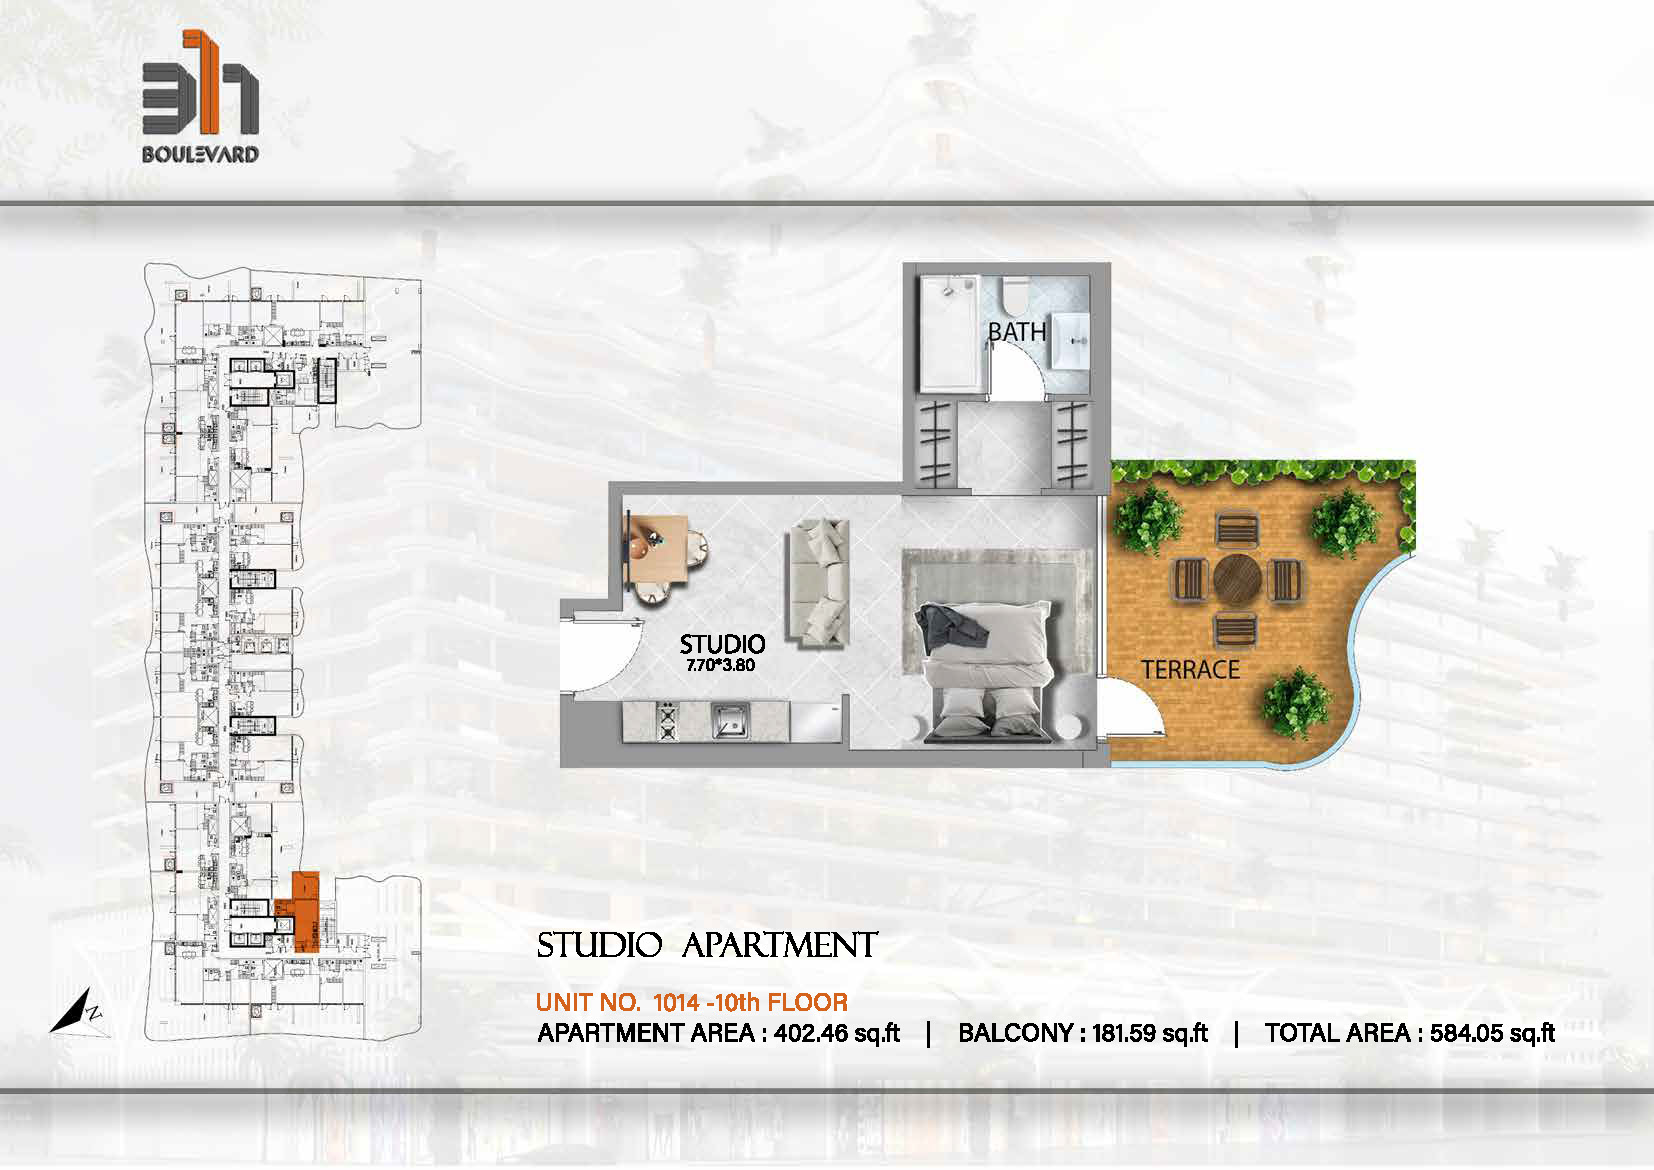 311
BOULEVARD
BATH
STUDIO
7.70*3.80
TERRACE
N
STUDIO APARTMENT
UNIT NO. 1014 -10th FLOOR
APARTMENT AREA : 402.46 sq.ft | BALCONY : 181.59 sq.ft | TOTAL AREA : 584.05 sq.ft